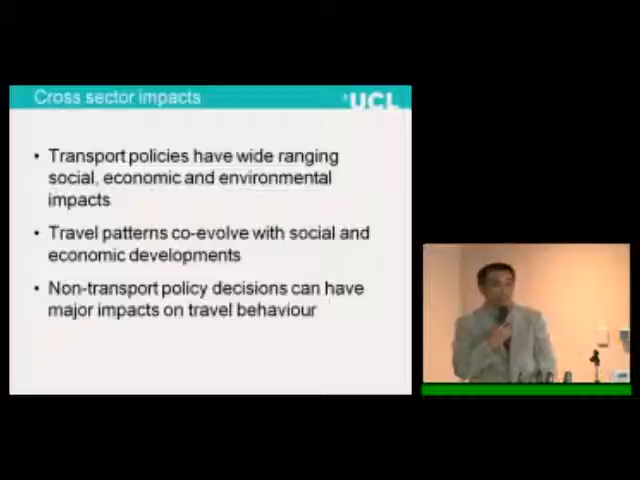 Cross sector impacts
UCL
• Transport policies have wide ranging
social, economic and environmental
impacts
• Travel patterns co-evolve with social and
economic developments
• Non-transport policy decisions can have
major impacts on travel behaviour